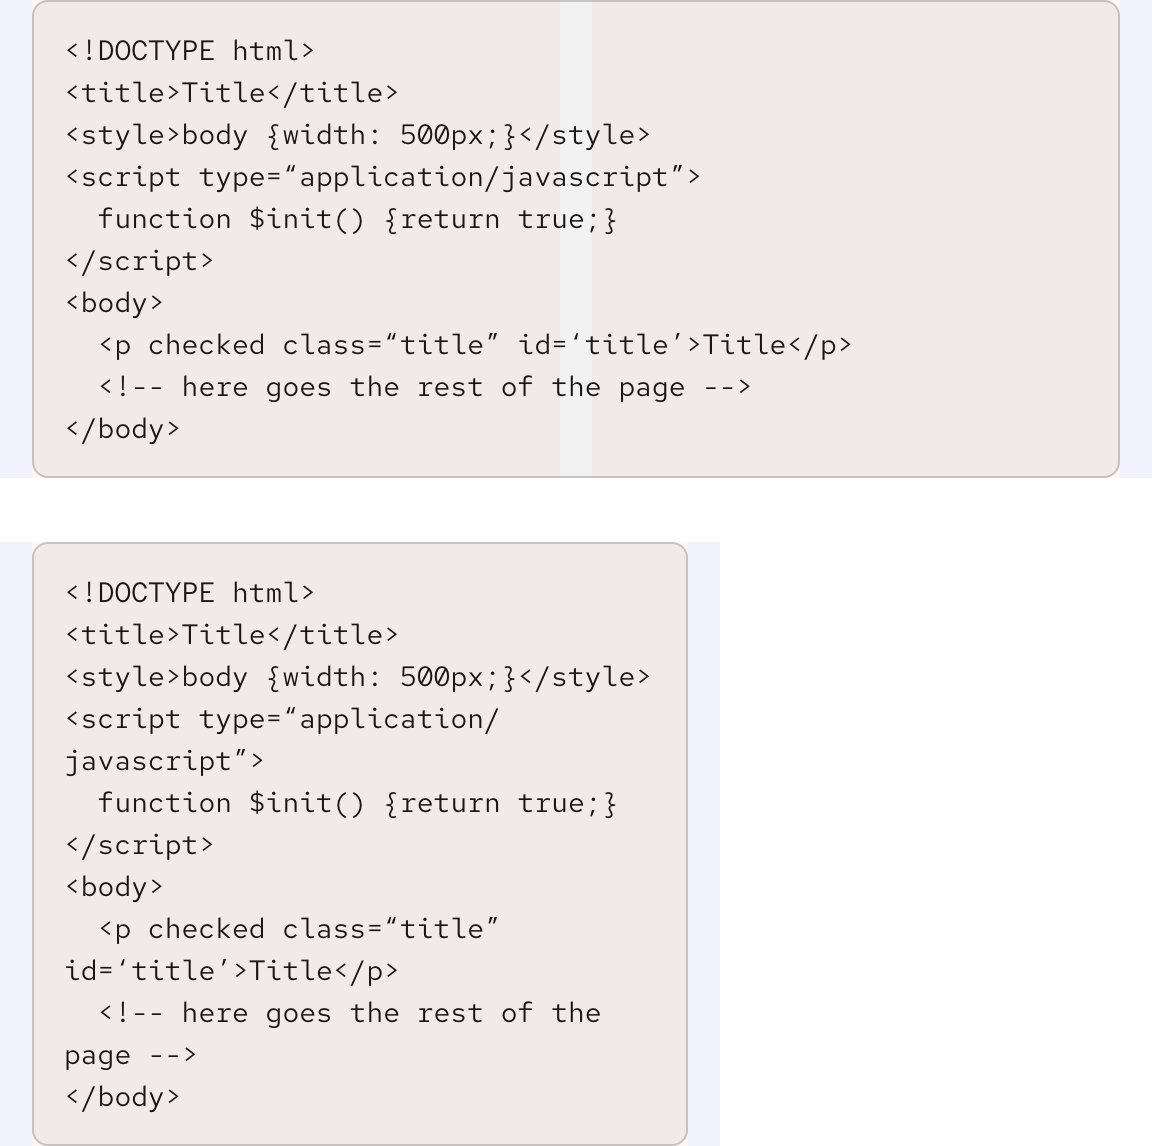 <!DOCTYPE html>
<title>Title</title>
<style>body {width: 500px;}</style>
<script type=“application/javascript”>
  function $init() {return true;}
</script>
<body>
  <p checked class=“title” id=‘title’>Title</p>
  <!-- here goes the rest of the page -->
</body>
<!DOCTYPE html>
<title>Title</title>
<style>body {width: 500px;}</style>
<script type=“application/
javascript”>
  function $init() {return true;}
</script>
<body>
  <p checked class=“title”
id=‘title’>Title</p>
  <!-- here goes the rest of the
page -->
</body>